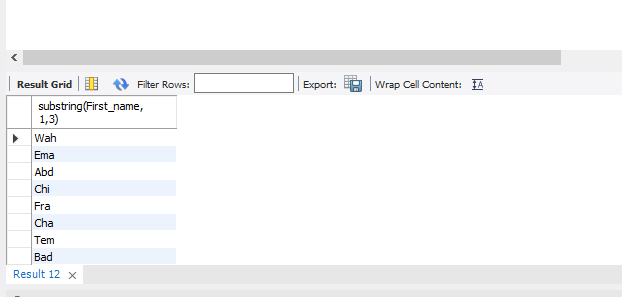 Result Grid Filter Rows: Export: Wrap Cell Content: IA
substring(First_name,
1,3)
Wah
Ema
Abd
Chi
Fra
Cha
Tem
Bad
Result 12 ×